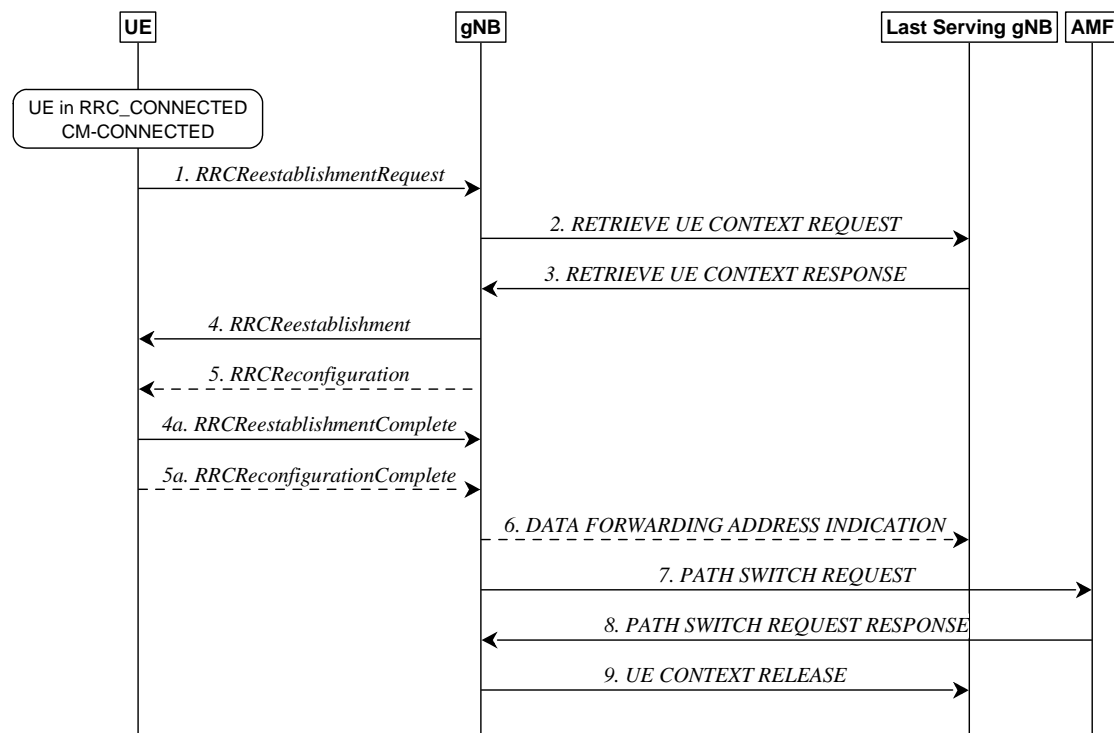 UE
gNB
Last Serving gNB
AMF
UE in RRC_CONNECTED
CM-CONNECTED
1. RRCReestablishmentRequest
2. RETRIEVE UE CONTEXT REQUEST
3. RETRIEVE UE CONTEXT RESPONSE
4. RRCReestablishment
5. RRCReconfiguration
4a. RRCReestablishmentComplete
5a. RRCReconfigurationComplete
6. DATA FORWARDING ADDRESS INDICATION
7. PATH SWITCH REQUEST
8. PATH SWITCH REQUEST RESPONSE
9. UE CONTEXT RELEASE